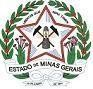 ESTADO DE MINAS GERAIS